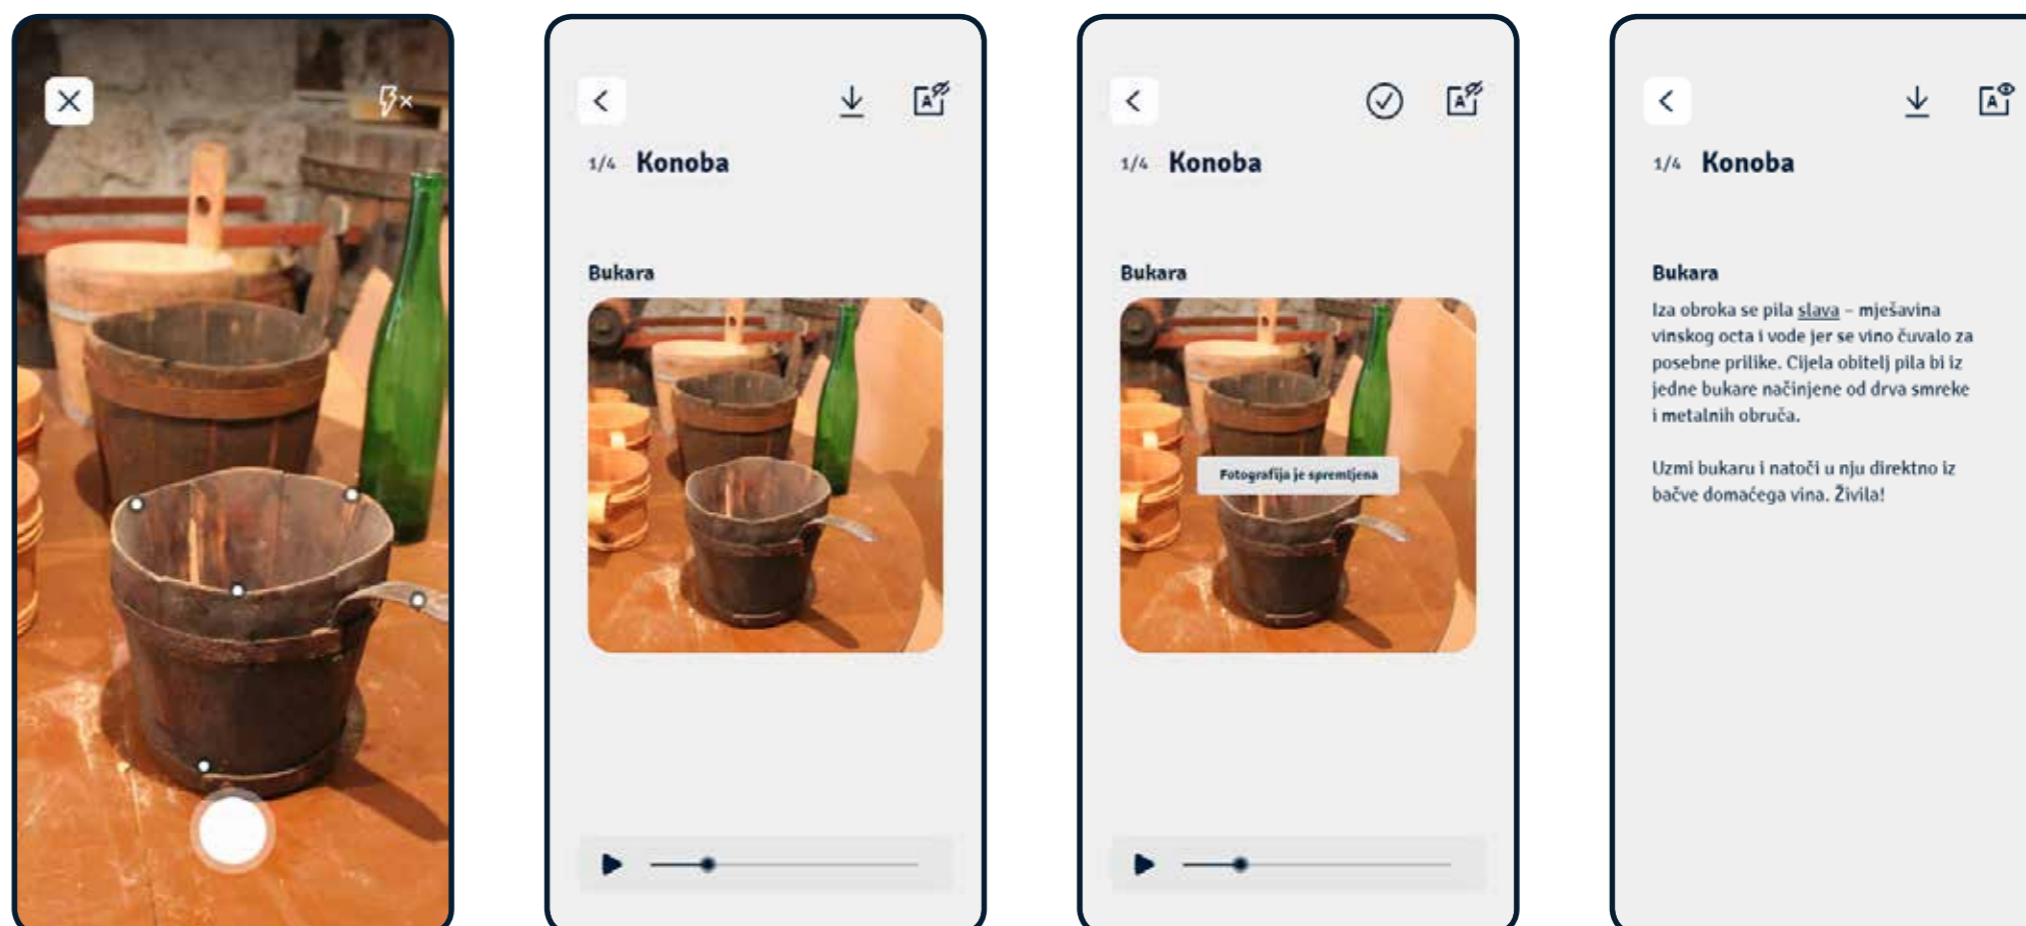 1/4 Konoba
Bukara
1/4 Konoba
Bukara
Fotografija je spremljena
1/4 Konoba
Bukara
Iza obroka se pila slava – mješavina
vinskog octa i vode jer se vino čuvalo za
posebne prilike. Cijela obitelj pila bi iz
jedne bukare načinjene od drva smreke
i metalnih obruča.
Uzmi bukaru i natoči u nju direktno iz
bačve domaćega vina. Živila!